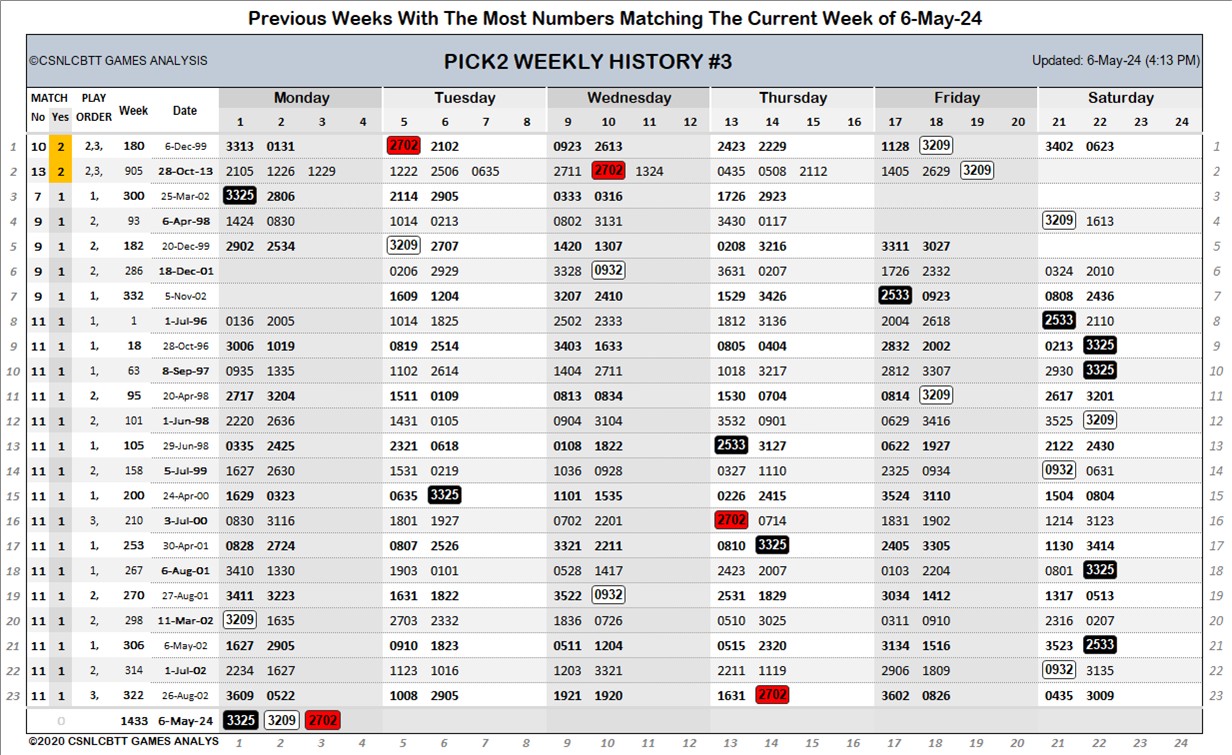 Previous Weeks With The Most Numbers Matching The Current Week of 6-May-24
©CSNLCBTT GAMES ANALYSIS PICK2 WEEKLY HISTORY #3 Updated: 6-May-24 (4:13 PM)
MATCH PLAY Week Date Monday Tuesday Wednesday Thursday Friday Saturday
No Yes ORDER 1 2 3 4 5 6 7 8 9 10 11 12 13 14 15 16 17 18 19 20 21 22 23 24
1 10 2 2,3, 180 6-Dec-99 3313 0131 2702 2102 0923 2613 2423 2229 1128 3209 3402 0623 1
2 13 2 2,3, 905 28-Oct-13 2105 1226 1229 1222 2506 0635 2711 2702 1324 0435 0508 2112 1405 2629 3209 2
3 7 1 1, 300 25-Mar-02 3325 2806 2114 2905 0333 0316 1726 2923 3
4 9 1 2, 93 6-Apr-98 1424 0830 1014 0213 0802 3131 3430 0117 3209 1613 4
5 9 1 2, 182 20-Dec-99 2902 2534 3209 2707 1420 1307 0208 3216 3311 3027 5
6 9 1 2, 286 18-Dec-01 0206 2929 3328 0932 3631 0207 1726 2332 0324 2010 6
7 9 1 1, 332 5-Nov-02 1609 1204 3207 2410 1529 3426 2533 0923 0808 2436 7
8 11 1 1, 1 1-Jul-96 0136 2005 1014 1825 2502 2333 1812 3136 2004 2618 2533 2110 8
9 11 1 1, 18 28-Oct-96 3006 1019 0819 2514 3403 1633 0805 0404 2832 2002 0213 3325 9
10 11 1 1, 63 8-Sep-97 0935 1335 1102 2614 1404 2711 1018 3217 2812 3307 2930 3325 10
11 11 1 2, 95 20-Apr-98 2717 3204 1511 0109 0813 0834 1530 0704 0814 3209 2617 3201 11
12 11 1 2, 101 1-Jun-98 2220 2636 1431 0105 0904 3104 3532 0901 0629 3416 3525 3209 12
13 11 1 1, 105 29-Jun-98 0335 2425 2321 0618 0108 1822 2533 3127 0622 1927 2122 2430 13
14 11 1 2, 158 5-Jul-99 1627 2630 1531 0219 1036 0928 0327 1110 2325 0934 0932 0631 14
15 11 1 1, 200 24-Apr-00 1629 0323 0635 3325 1101 1535 0226 2415 3524 3110 1504 0804 15
16 11 1 3, 210 3-Jul-00 0830 3116 1801 1927 0702 2201 2702 0714 1831 1902 1214 3123 16
17 11 1 1, 253 30-Apr-01 0828 2724 0807 2526 3321 2211 0810 3325 2405 3305 1130 3414 17
18 11 1 1, 267 6-Aug-01 3410 1330 1903 0101 0528 1417 2423 2007 0103 2204 0801 3325 18
19 11 1 2, 270 27-Aug-01 3411 3223 1631 1822 3522 0932 2531 1829 3034 1412 1317 0513 19
20 11 1 2, 298 11-Mar-02 3209 1635 2703 2332 1836 0726 0510 3025 0311 0910 2316 0207 20
21 11 1 1, 306 6-May-02 1627 2905 0910 1823 0511 1204 0515 2320 3134 1516 3523 2533 21
22 11 1 2, 314 1-Jul-02 2234 1627 1123 1016 1203 3321 2211 1119 2906 1809 0932 3135 22
23 11 1 3, 322 26-Aug-02 3609 0522 1008 2905 1921 1920 1631 2702 3602 0826 0435 3009 23
0 1433 6-May-24 3325 3209 2702
©2020 CSNLCBTT GAMES ANALYS 1 2 3 4 5 6 7 8 9 10 11 12 13 14 15 16 17 18 19 20 21 22 23 24